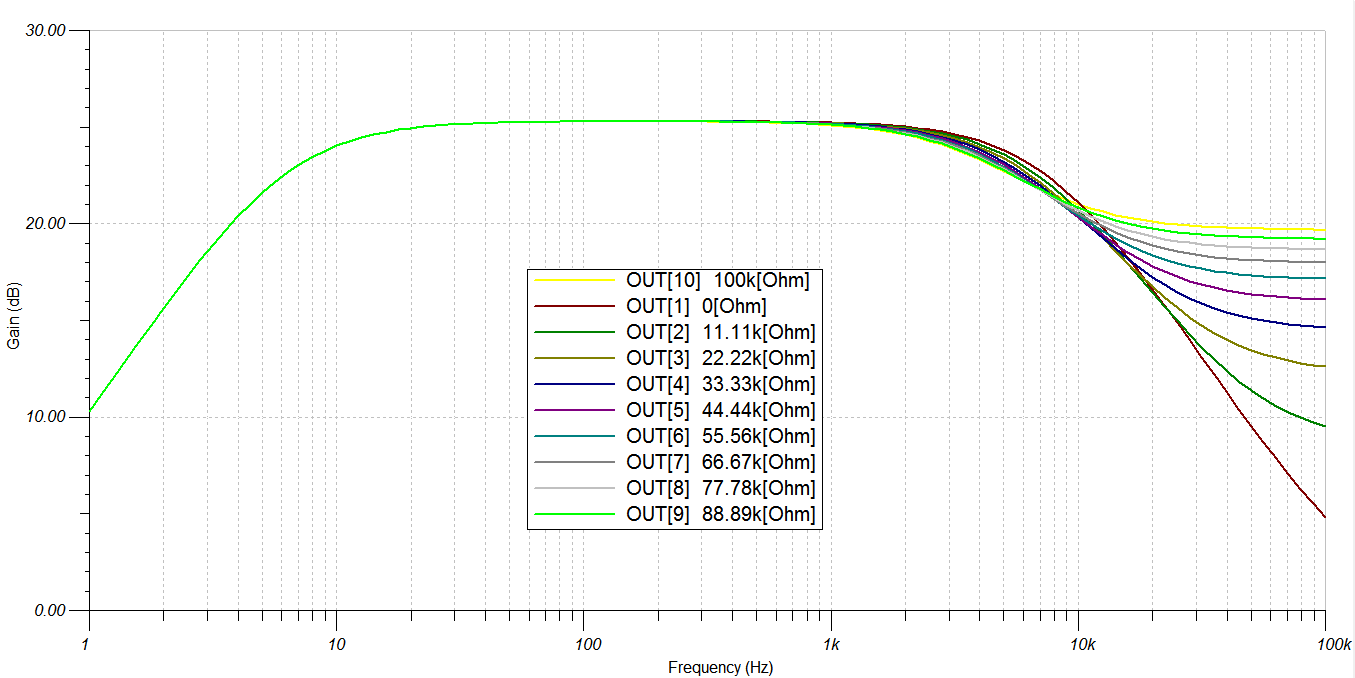 30.00
20.00
Gain (dB)
10.00
0.00
OUT[10] 100k[Ohm]
OUT[1] 0[Ohm]
OUT[2] 11.11k[Ohm]
OUT[3] 22.22k[Ohm]
OUT[4] 33.33k[Ohm]
OUT[5] 44.44k[Ohm]
OUT[6] 55.56k[Ohm]
OUT[7] 66.67k[Ohm]
OUT[8] 77.78k[Ohm]
OUT[9] 88.89k[Ohm]
1 10 100 1k 10k 100k
Frequency (Hz)